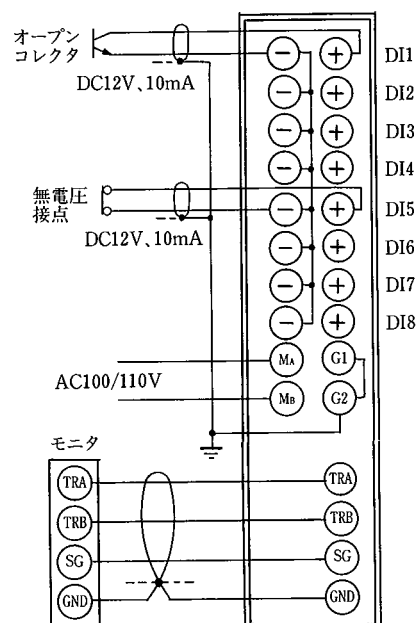 オープン
コレクタ
− + DI1
DC12V、10mA
− + DI2
− + DI3
− + DI4
無電圧
接点
− + DI5
DC12V、10mA
− + DI6
− + DI7
− + DI8
AC100/110V
MA G1
MB G2
モニタ
TRA TRA
TRB TRB
SG SG
GND GND